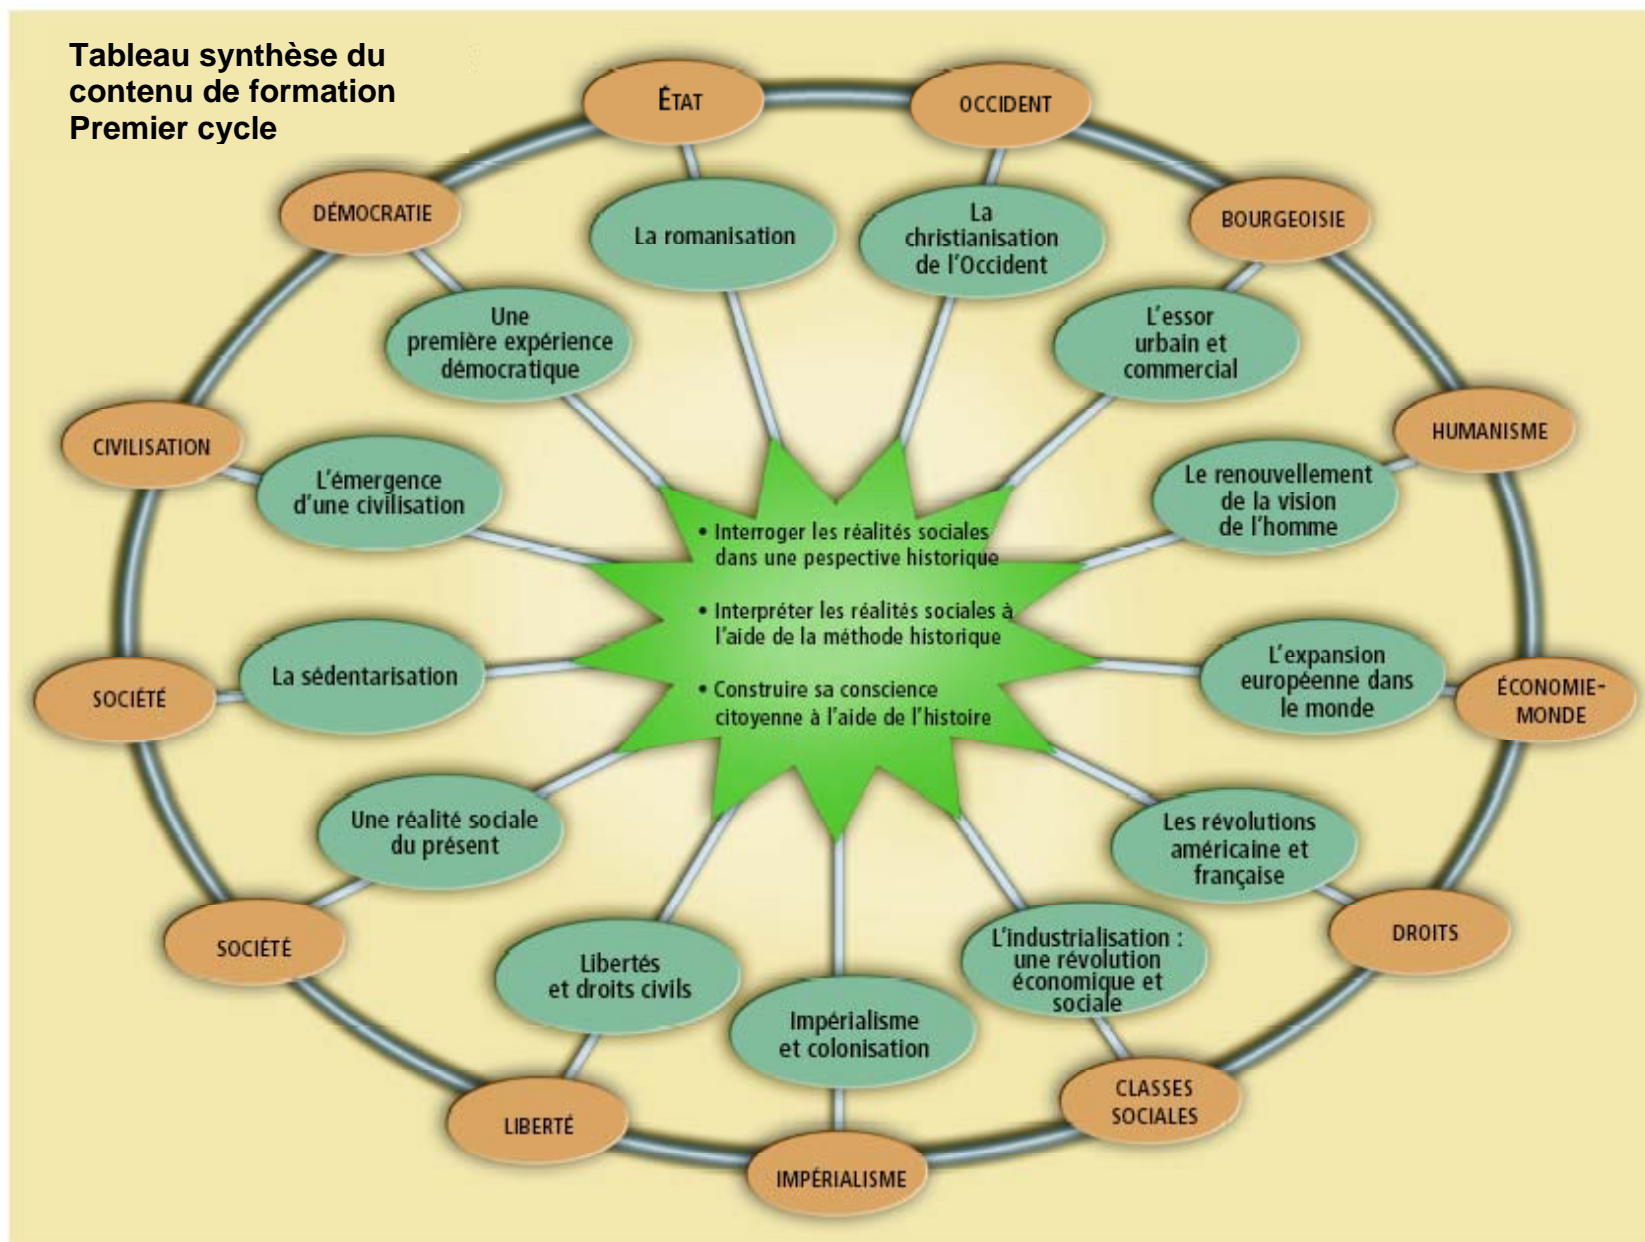 Tableau synthèse du
contenu de formation
Premier cycle
ÉTAT
OCCIDENT
DÉMOCRATIE
BOURGEOISIE
La romanisation
La
christianisation
de l'Occident
Une
première expérience
démocratique
L'essor
urbain et
commercial
CIVILISATION
HUMANISME
L'émergence
d'une civilisation
Le renouvellement
de la vision
de l'homme
• Interroger les réalités sociales
dans une pespective historique
• Interpréter les réalités sociales à
l'aide de la méthode historique
• Construire sa conscience
citoyenne à l'aide de l'histoire
SOCIÉTÉ
La sédentarisation
L'expansion
européenne dans
le monde
ÉCONOMIE-
MONDE
Une réalité sociale
du présent
Les révolutions
américaine et
française
SOCIÉTÉ
DROITS
Libertés
et droits civils
L'industrialisation :
une révolution
économique et
sociale
Impérialisme
et colonisation
LIBERTÉ
CLASSES
SOCIALES
IMPÉRIALISME